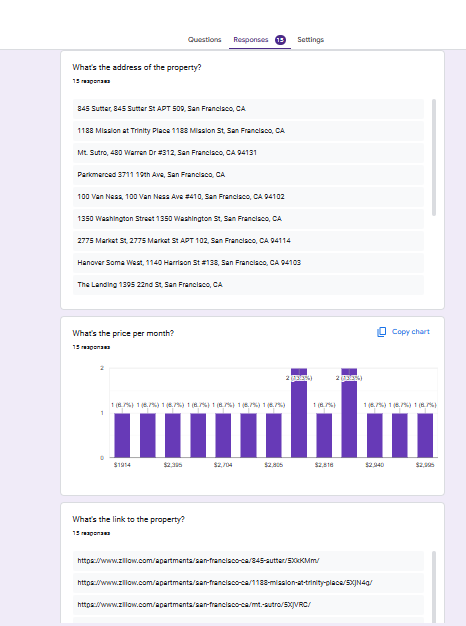 Questions Responses 15 Settings
What's the address of the property?
15 responses
845 Sutter, 845 Sutter St APT 509, San Francisco, CA
1188 Mission at Trinity Place 1188 Mission St, San Francisco, CA
Mt. Sutro, 480 Warren Dr #312, San Francisco, CA 94131
Parkmerced 3711 19th Ave, San Francisco, CA
100 Van Ness, 100 Van Ness Ave #410, San Francisco, CA 94102
1350 Washington Street 1350 Washington St, San Francisco, CA
2775 Market St, 2775 Market St APT 102, San Francisco, CA 94114
Hanover Soma West, 1140 Harrison St #138, San Francisco, CA 94103
The Landing 1395 22nd St, San Francisco, CA
What's the price per month?
Copy chart
15 responses
2
2 (13.3%) 2 (13.3%)
1 (6.7%) 1 (6.7%) 1 (6.7%) 1 (6.7%) 1 (6.7%) 1 (6.7%) 1 (6.7%) 1 (6.7%) 1 (6.7%) 1 (6.7%) 1 (6.7%)
1
0
$1914 $2,395 $2,704 $2,805 $2,816 $2,940 $2,995
What's the link to the property?
15 responses
https://www.zillow.com/apartments/san-francisco-ca/845-sutter/5XkKMm/
https://www.zillow.com/apartments/san-francisco-ca/1188-mission-at-trinity-place/5XjN4g/
https://www.zillow.com/apartments/san-francisco-ca/mt.-sutro/5XjVRC/